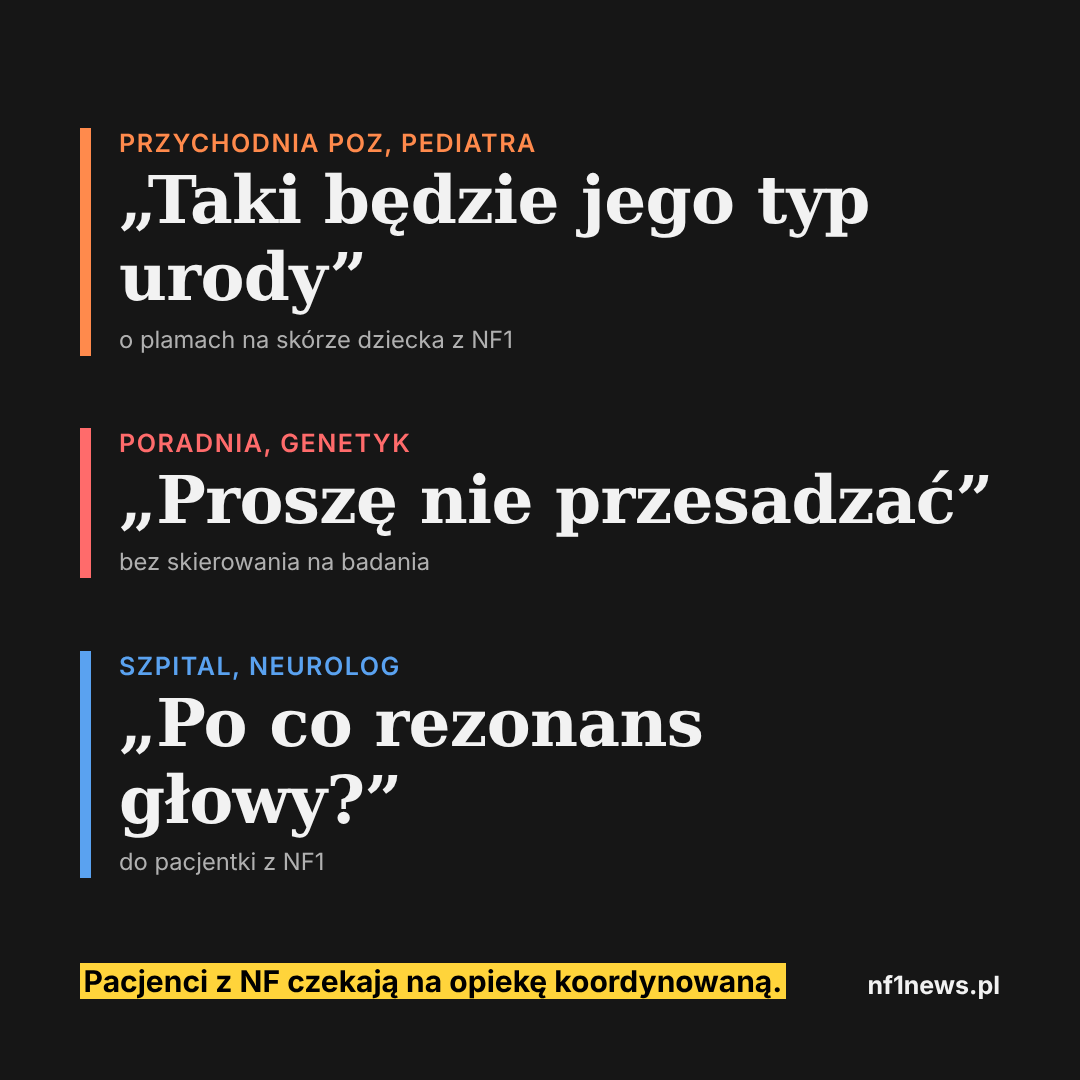 PRZYCHODNIA POZ, PEDIATRA
„Taki będzie jego typ
urody”
o plamach na skórze dziecka z NF1
PORADNIA, GENETYK
„Proszę nie przesadzać”
bez skierowania na badania
SZPITAL, NEUROLOG
„Po co rezonans
głowy?”
do pacjentki z NF1
Pacjenci z NF czekają na opiekę koordynowaną.
nf1news.pl